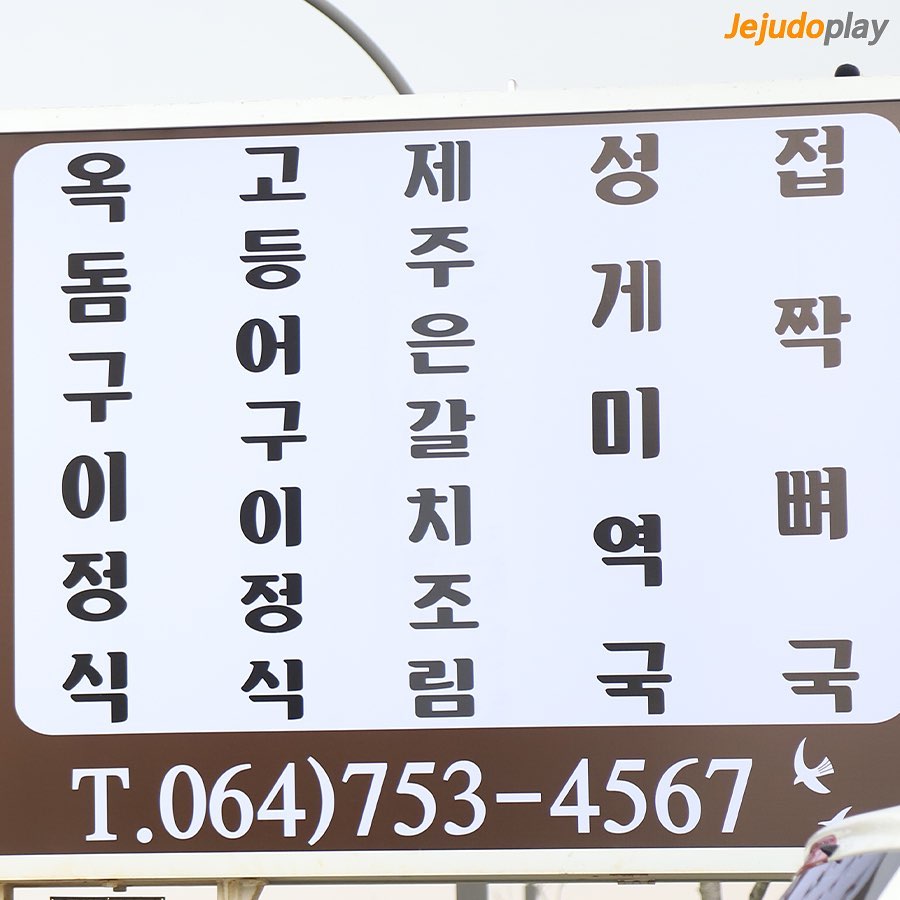 Jejudoplay
옥돔구이정식
고등어구이정식
제주은갈치조림
성게미역국
접짝뼈국
T.064)753-4567